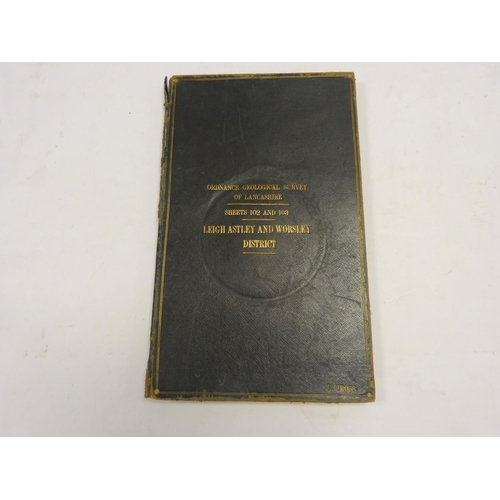 ORDNANCE GEOLOGICAL SURVEY
OF LANCASHIRE
SHEETS 102 AND 103
LEIGH ASTLEY AND WORSLEY
DISTRICT